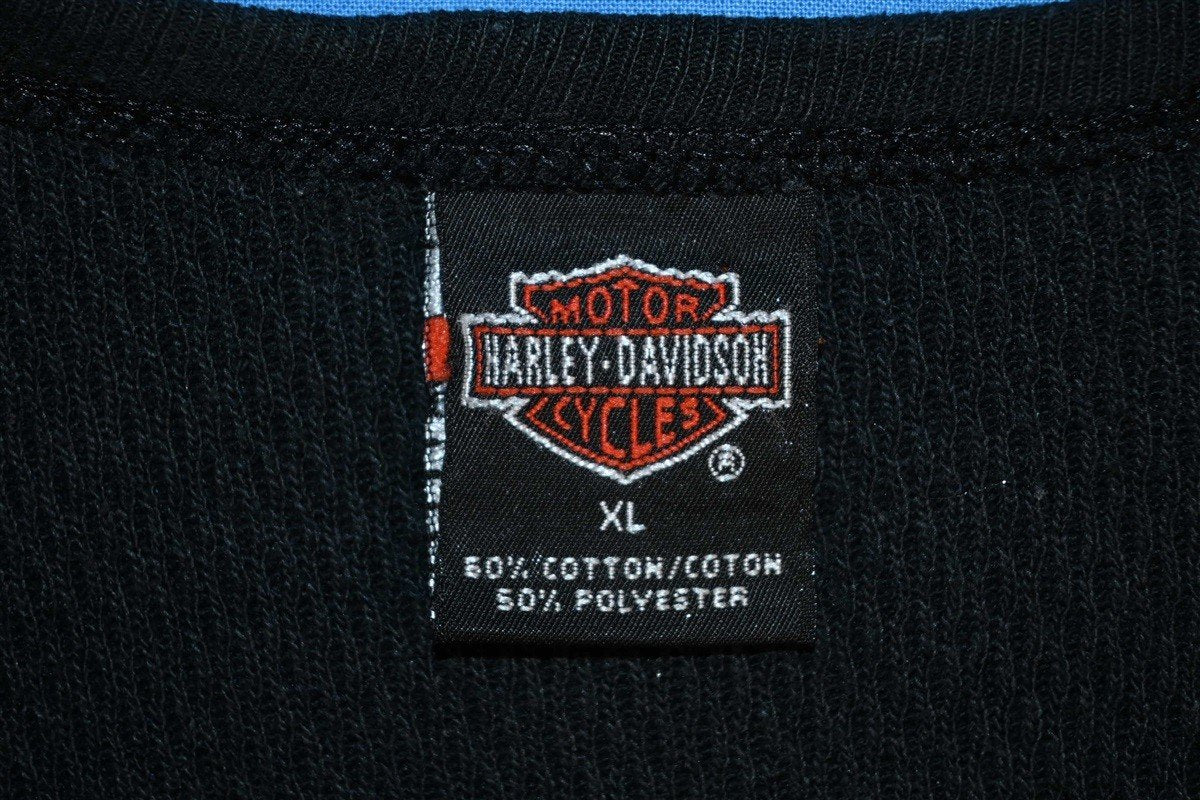 MOTOR
HARLEY-DAVIDSON
CYCLES
®
XL
50% COTTON/COTON
50% POLYESTER